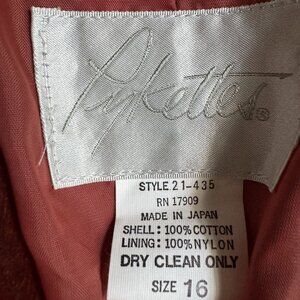 Pykettes
STYLE 21-435
RN 17909
MADE IN JAPAN
SHELL: 100% COTTON
LINING: 100% NYLON
DRY CLEAN ONLY
SIZE 16